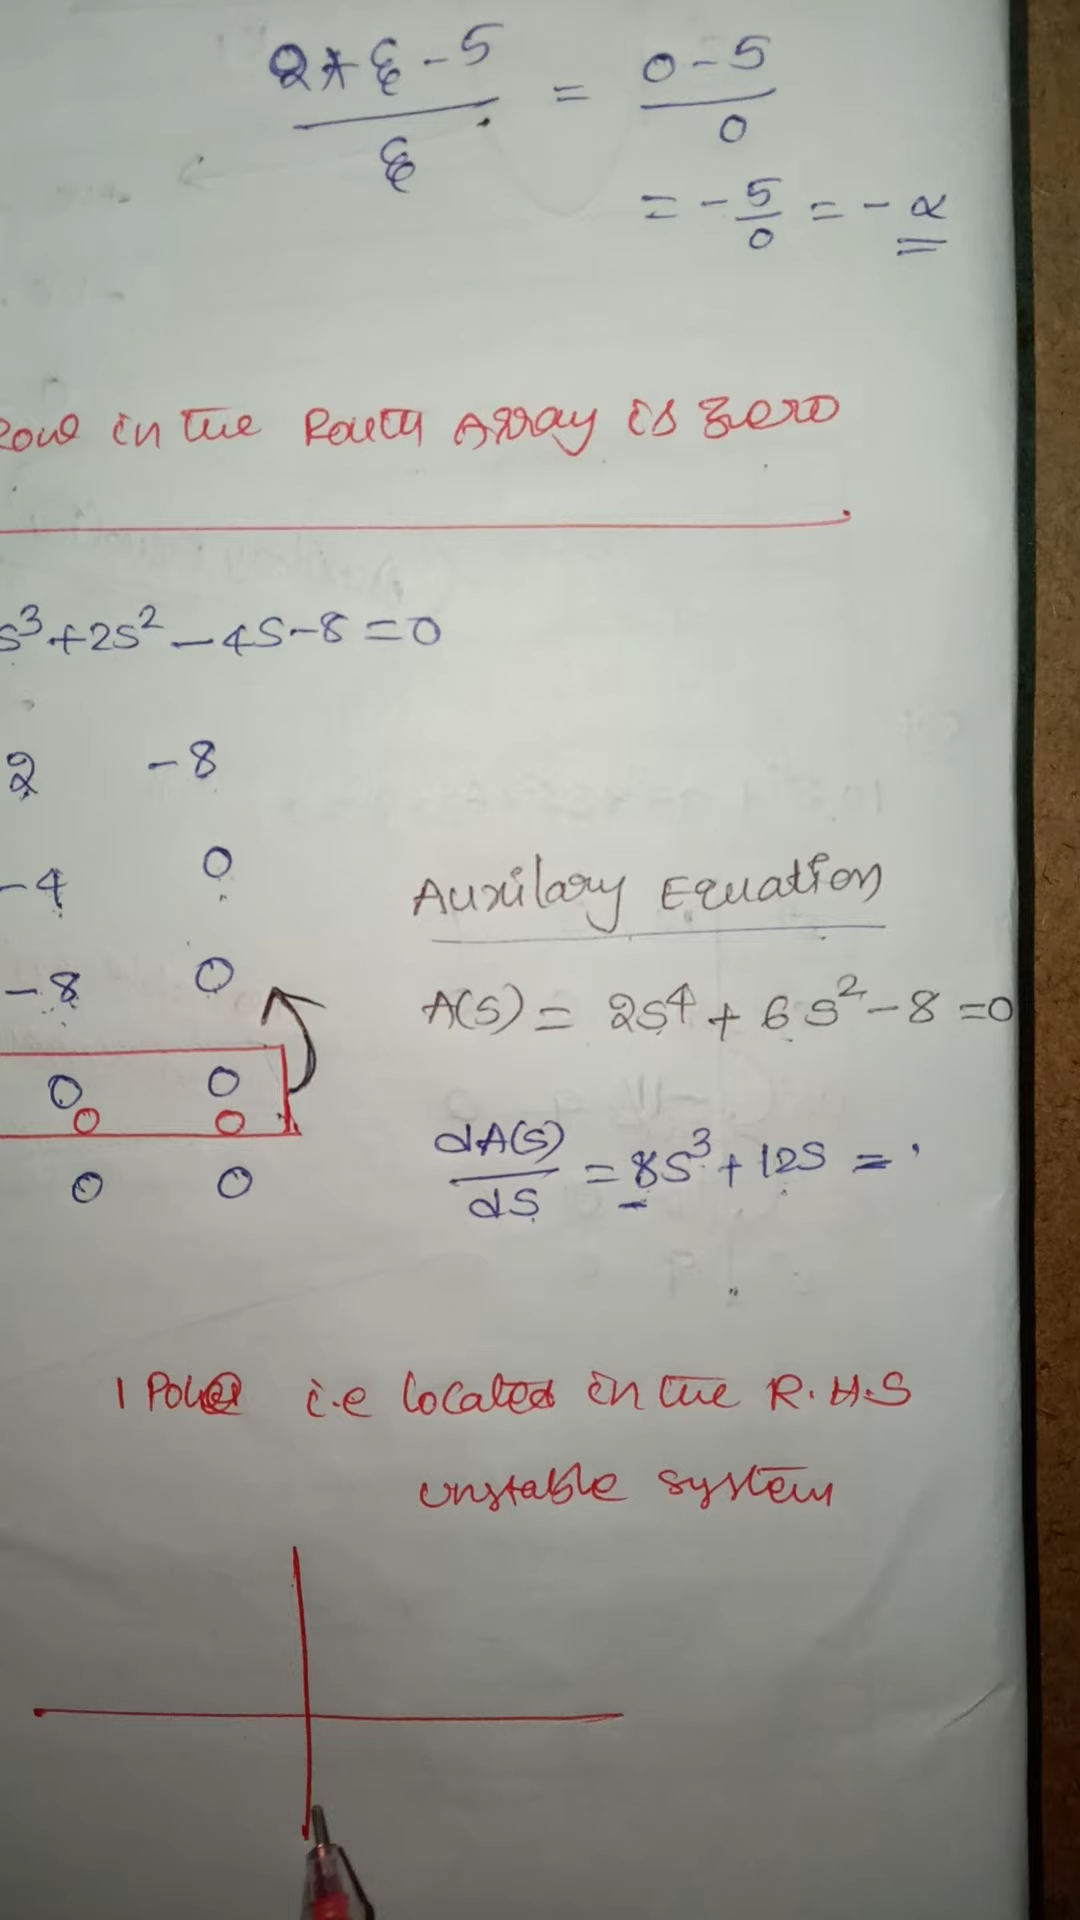 2*ε-5 / ε = 0-5 / 0
= -5/0 = -α
Row in the Routh Array is zero
s³+2s²-4s-8=0
2 -8
-4 0
-8 0
Auxilary Equation
A(s) = 2s⁴+6s²-8=0
0 0
0 0
dA(s)/ds = 8s³+12s =
0 0
1 Pole i.e located in the R.H.S
unstable system